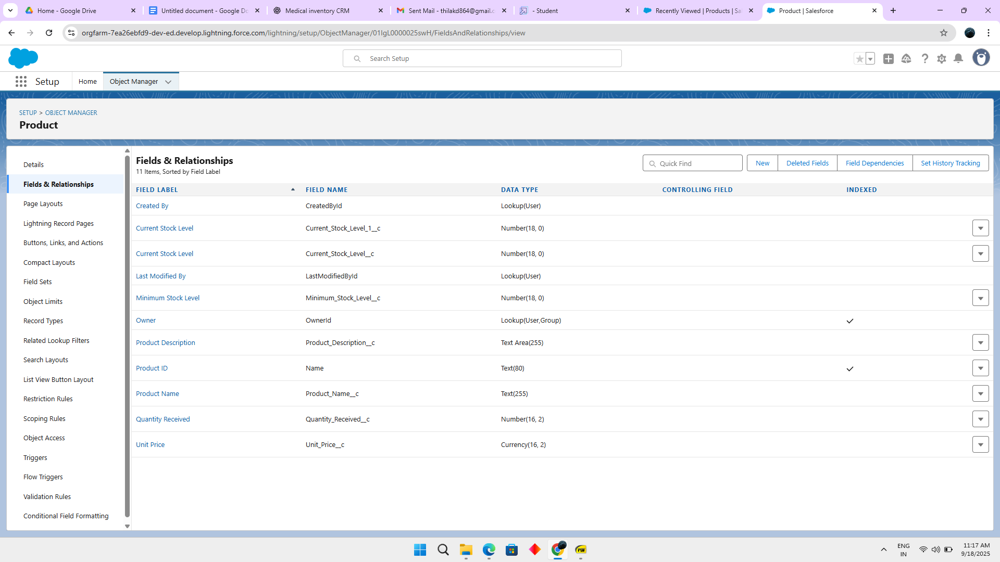 Home - Google Drive
Untitled document - Google Do
Medical inventory CRM
Sent Mail - thilakd864@gmail.c
- Student
Recently Viewed | Products | Sa
Product | Salesforce
orgfarm-7ea26ebfd9-dev-ed.develop.lightning.force.com/lightning/setup/ObjectManager/01IgL0000025swH/FieldsAndRelationships/view
Search Setup
Setup
Home
Object Manager
SETUP > OBJECT MANAGER
Product
Details
Fields & Relationships
Page Layouts
Lightning Record Pages
Buttons, Links, and Actions
Compact Layouts
Field Sets
Object Limits
Record Types
Related Lookup Filters
Search Layouts
List View Button Layout
Restriction Rules
Scoping Rules
Object Access
Triggers
Flow Triggers
Validation Rules
Conditional Field Formatting
Fields & Relationships
11 Items, Sorted by Field Label
Quick Find
New
Deleted Fields
Field Dependencies
Set History Tracking
FIELD LABEL FIELD NAME DATA TYPE CONTROLLING FIELD INDEXED
Created By CreatedById Lookup(User)
Current Stock Level Current_Stock_Level_1__c Number(18, 0)
Current Stock Level Current_Stock_Level__c Number(18, 0)
Last Modified By LastModifiedById Lookup(User)
Minimum Stock Level Minimum_Stock_Level__c Number(18, 0)
Owner OwnerId Lookup(User,Group)
Product Description Product_Description__c Text Area(255)
Product ID Name Text(80)
Product Name Product_Name__c Text(255)
Quantity Received Quantity_Received__c Number(16, 2)
Unit Price Unit_Price__c Currency(16, 2)
PDF
ENG
IN
11:17 AM
9/18/2025